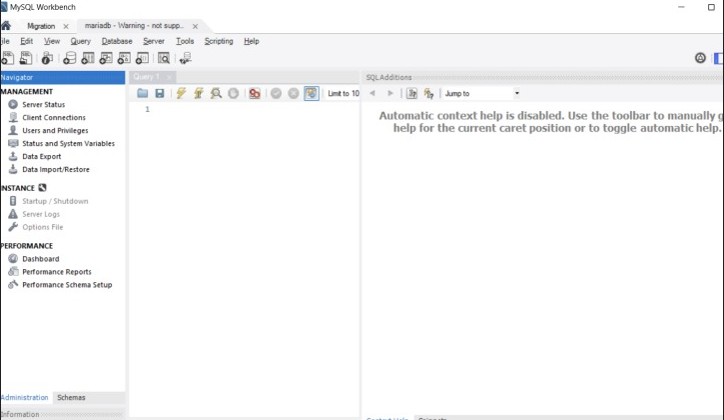 MySQL Workbench
Migration
mariadb - Warning - not supp..
ile Edit View Query Database Server Tools Scripting Help
Navigator
Query 1
SQLAdditions
MANAGEMENT
Limit to 10
Jump to
Server Status
1
Client Connections
Automatic context help is disabled. Use the toolbar to manually g
Users and Privileges
help for the current caret position or to toggle automatic help.
Status and System Variables
Data Export
Data Import/Restore
INSTANCE
Startup / Shutdown
Server Logs
Options File
PERFORMANCE
Dashboard
Performance Reports
Performance Schema Setup
Administration Schemas
Information
Context Help Snippets